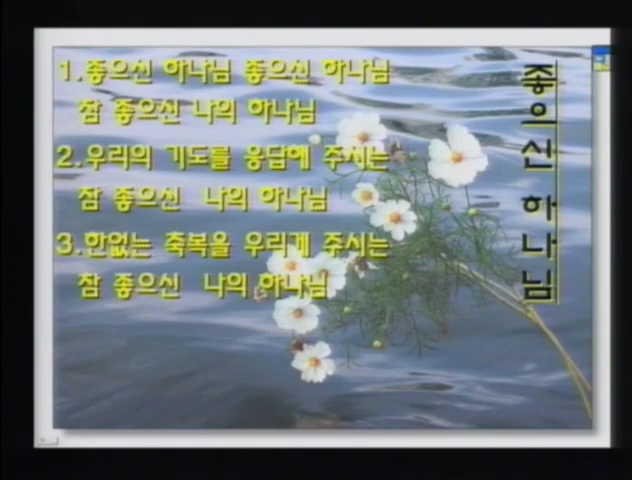 1.좋으신 하나님 좋으신 하나님
참 좋으신 나의 하나님
2.우리의 기도를 응답해 주시는
참 좋으신 나의 하나님
3.한없는 축복을 우리게 주시는
참 좋으신 나의 하나님
좋으신 하나님